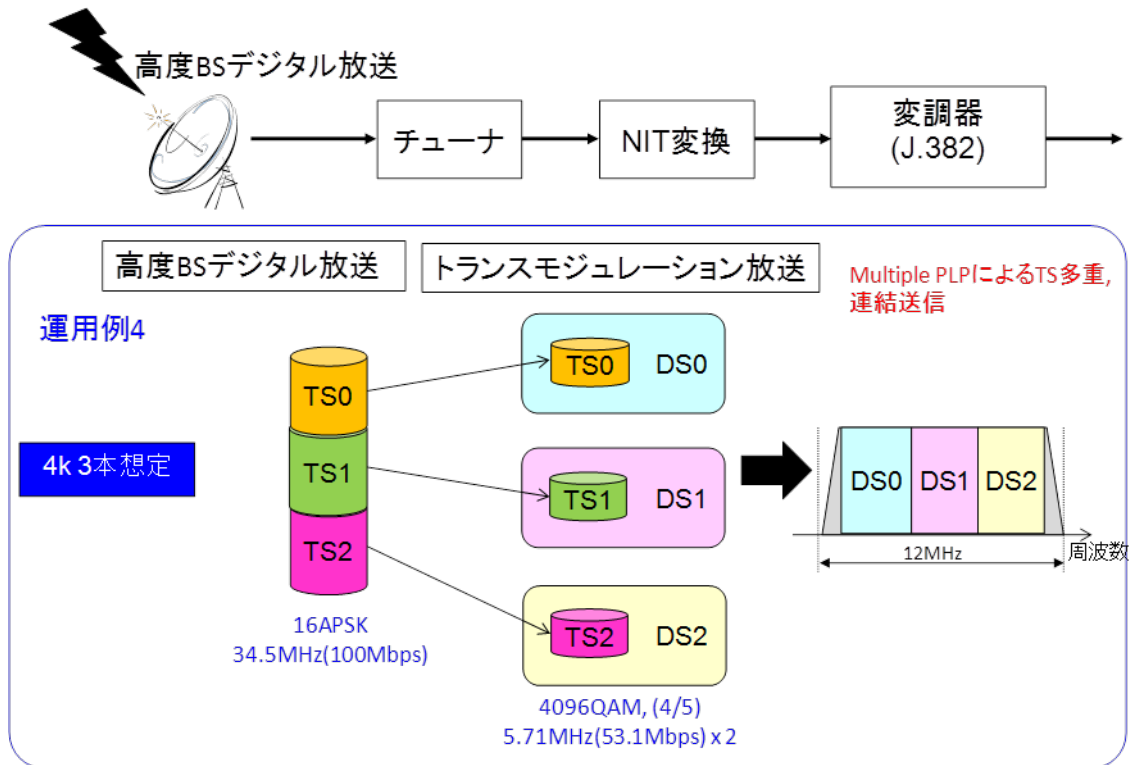 高度BSデジタル放送
チューナ
NIT変換
変調器
(J.382)
高度BSデジタル放送
トランスモジュレーション放送
Multiple PLPによるTS多重,
連結送信
運用例4
4k 3本想定
TS0
TS1
TS2
16APSK
34.5MHz(100Mbps)
TS0 DS0
TS1 DS1
TS2 DS2
4096QAM, (4/5)
5.71MHz(53.1Mbps) x 2
DS0 DS1 DS2
周波数
12MHz